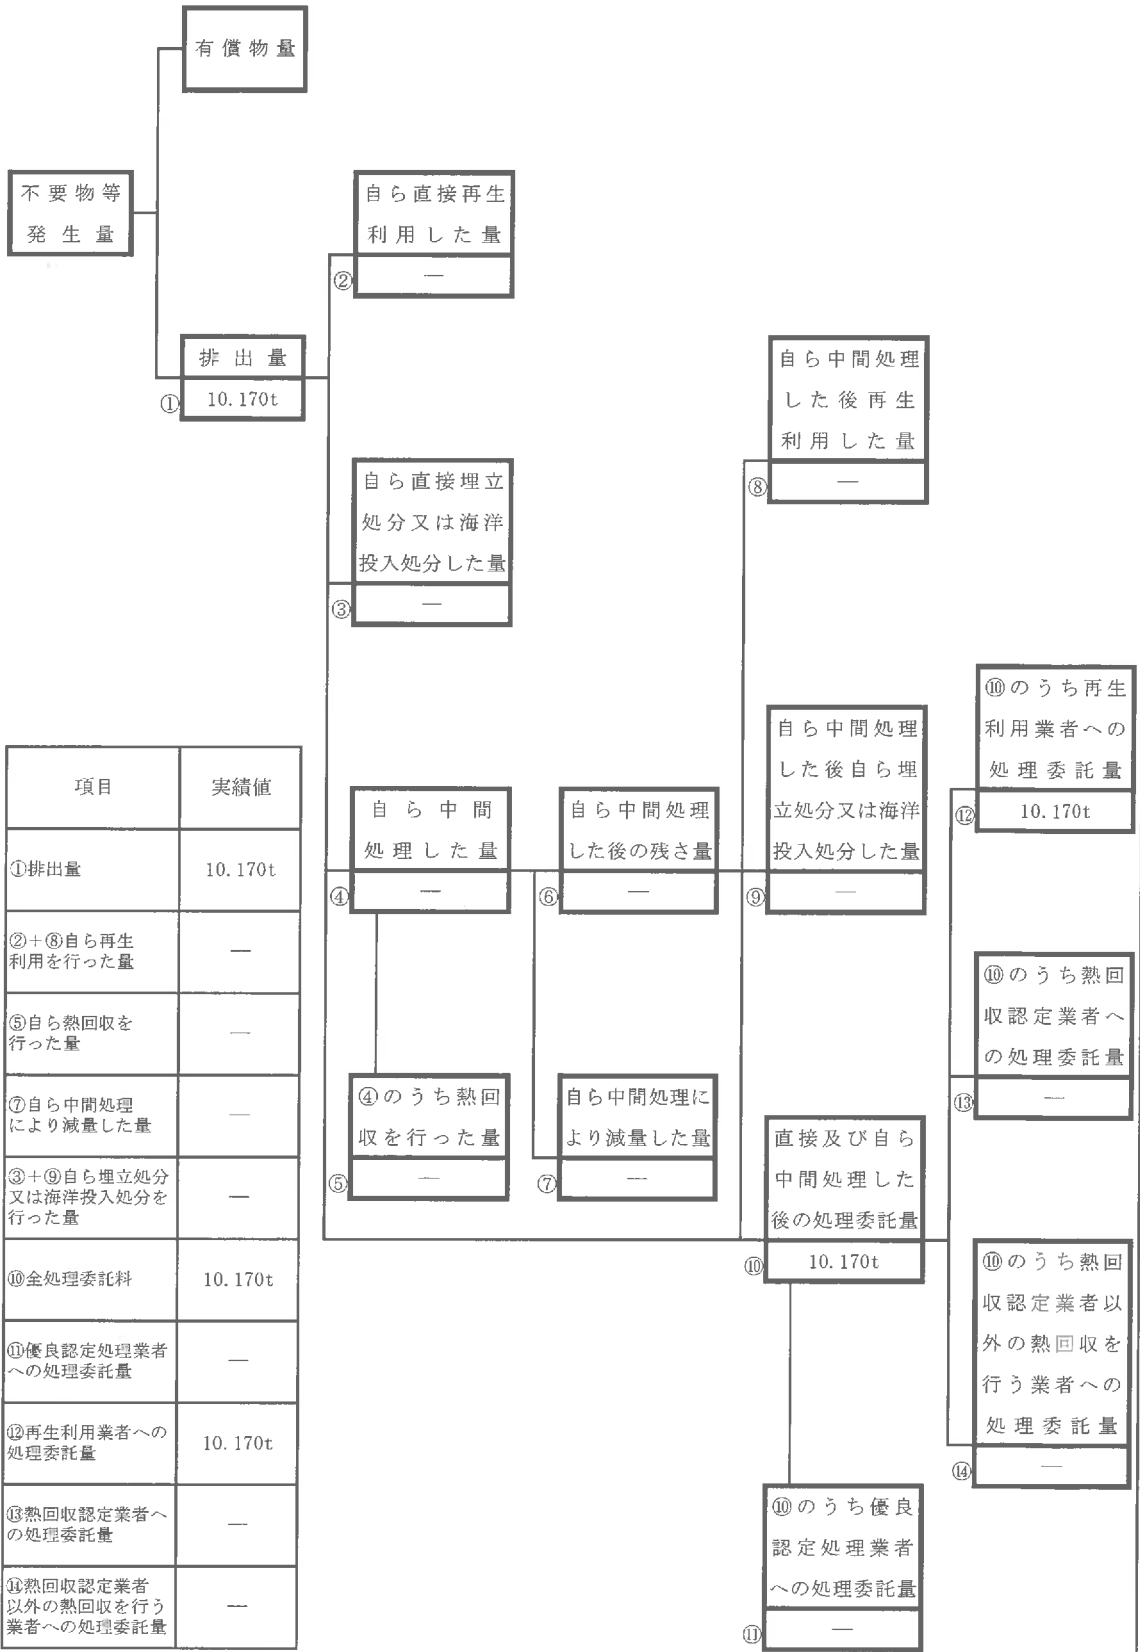 有償物量
不要物等
発生量
自ら直接再生
利用した量
② —
排出量
① 10.170t
自ら中間処理
した後再生
利用した量
⑧ —
自ら直接埋立
処分又は海洋
投入処分した量
③ —
⑩のうち再生
利用業者への
処理委託量
⑫ 10.170t
自ら中間
処理した量
④ —
自ら中間処理
した後の残さ量
⑥ —
自ら中間処理
した後自ら埋
立処分又は海洋
投入処分した量
⑨ —
⑩のうち熱回
収認定業者へ
の処理委託量
⑬ —
④のうち熱回
収を行った量
⑤ —
自ら中間処理に
より減量した量
⑦ —
直接及び自ら
中間処理した
後の処理委託量
⑩ 10.170t
⑩のうち熱回
収認定業者以
外の熱回収を
行う業者への
処理委託量
⑭ —
⑩のうち優良
認定処理業者
への処理委託量
⑪ —
項目 実績値
①排出量 10.170t
②+⑧自ら再生
利用を行った量 —
⑤自ら熱回収を
行った量 —
⑦自ら中間処理
により減量した量 —
③+⑨自ら埋立処分
又は海洋投入処分を
行った量 —
⑩全処理委託料 10.170t
⑪優良認定処理業者
への処理委託量 —
⑫再生利用業者への
処理委託量 10.170t
⑬熱回収認定業者へ
の処理委託量 —
⑭熱回収認定業者
以外の熱回収を行う
業者への処理委託量 —